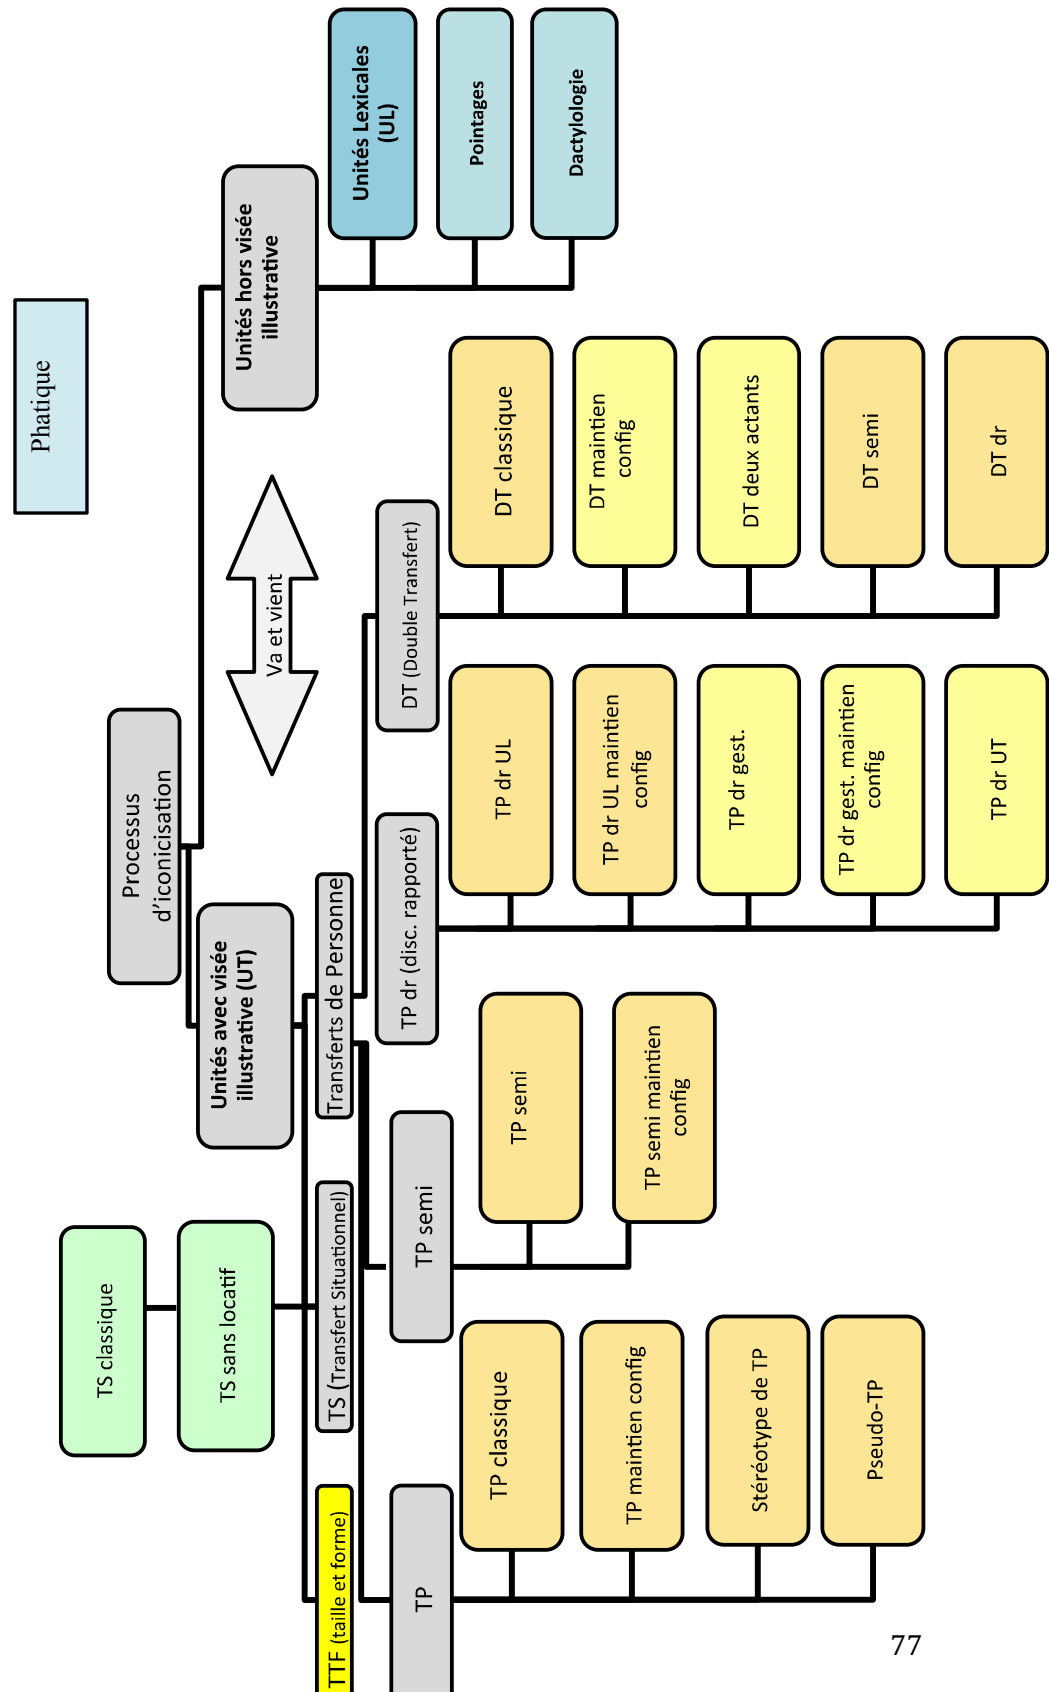 Phatique
Processus
d'iconicisation
Unités avec visée
illustrative (UT)
Va et vient
Unités hors visée
illustrative
Unités Lexicales
(UL)
Pointages
Dactylologie
TS classique
TS sans locatif
TTF (taille et forme)
TS (Transfert Situationnel)
Transferts de Personne
TP
TP semi
TP dr (disc. rapporté)
DT (Double Transfert)
TP classique
TP maintien config
Stéréotype de TP
Pseudo-TP
TP semi
TP semi maintien
config
TP dr UL
TP dr UL maintien
config
TP dr gest.
TP dr gest. maintien
config
TP dr UT
DT classique
DT maintien
config
DT deux actants
DT semi
DT dr
77